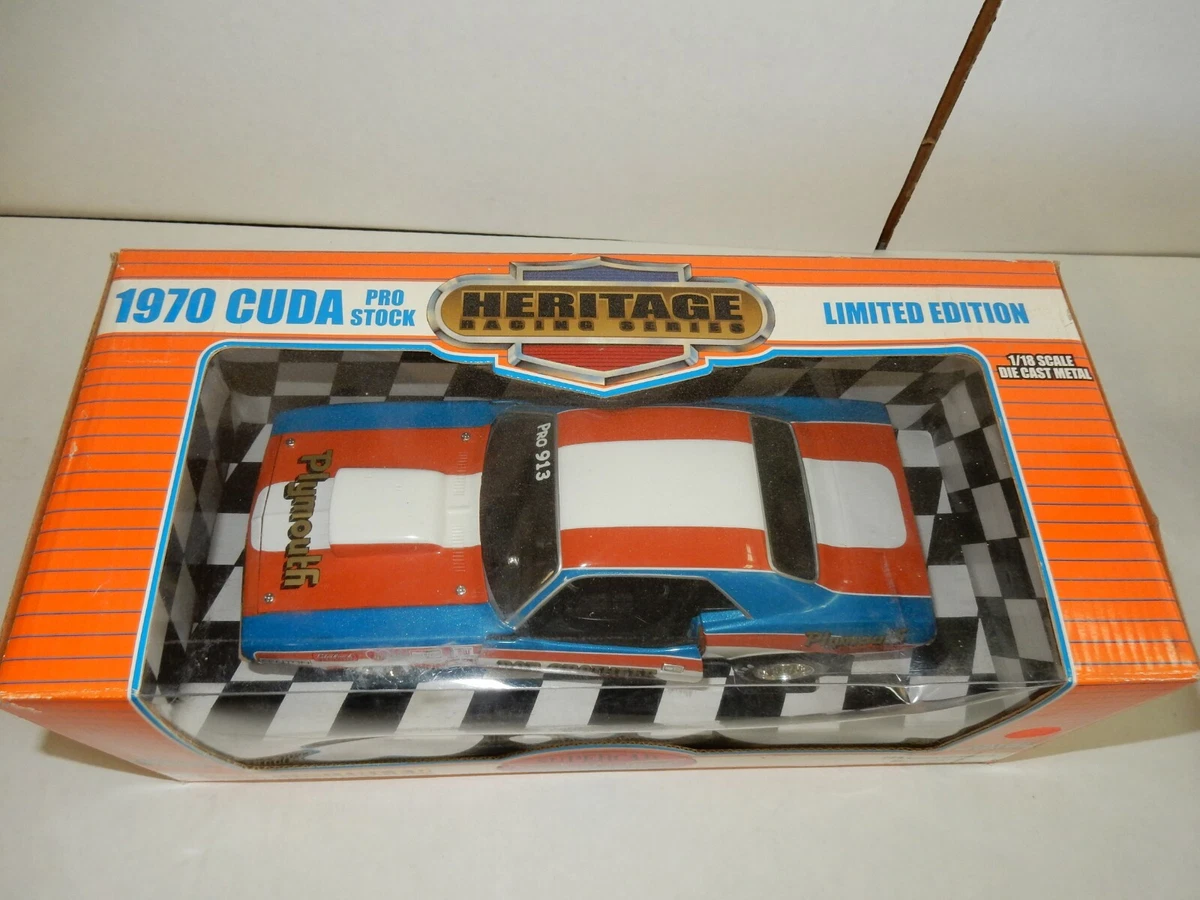 1970 CUDA PRO STOCK
HERITAGE
RACING SERIES
LIMITED EDITION
1/18 SCALE
DIE CAST METAL
PRO 913
Plymouth